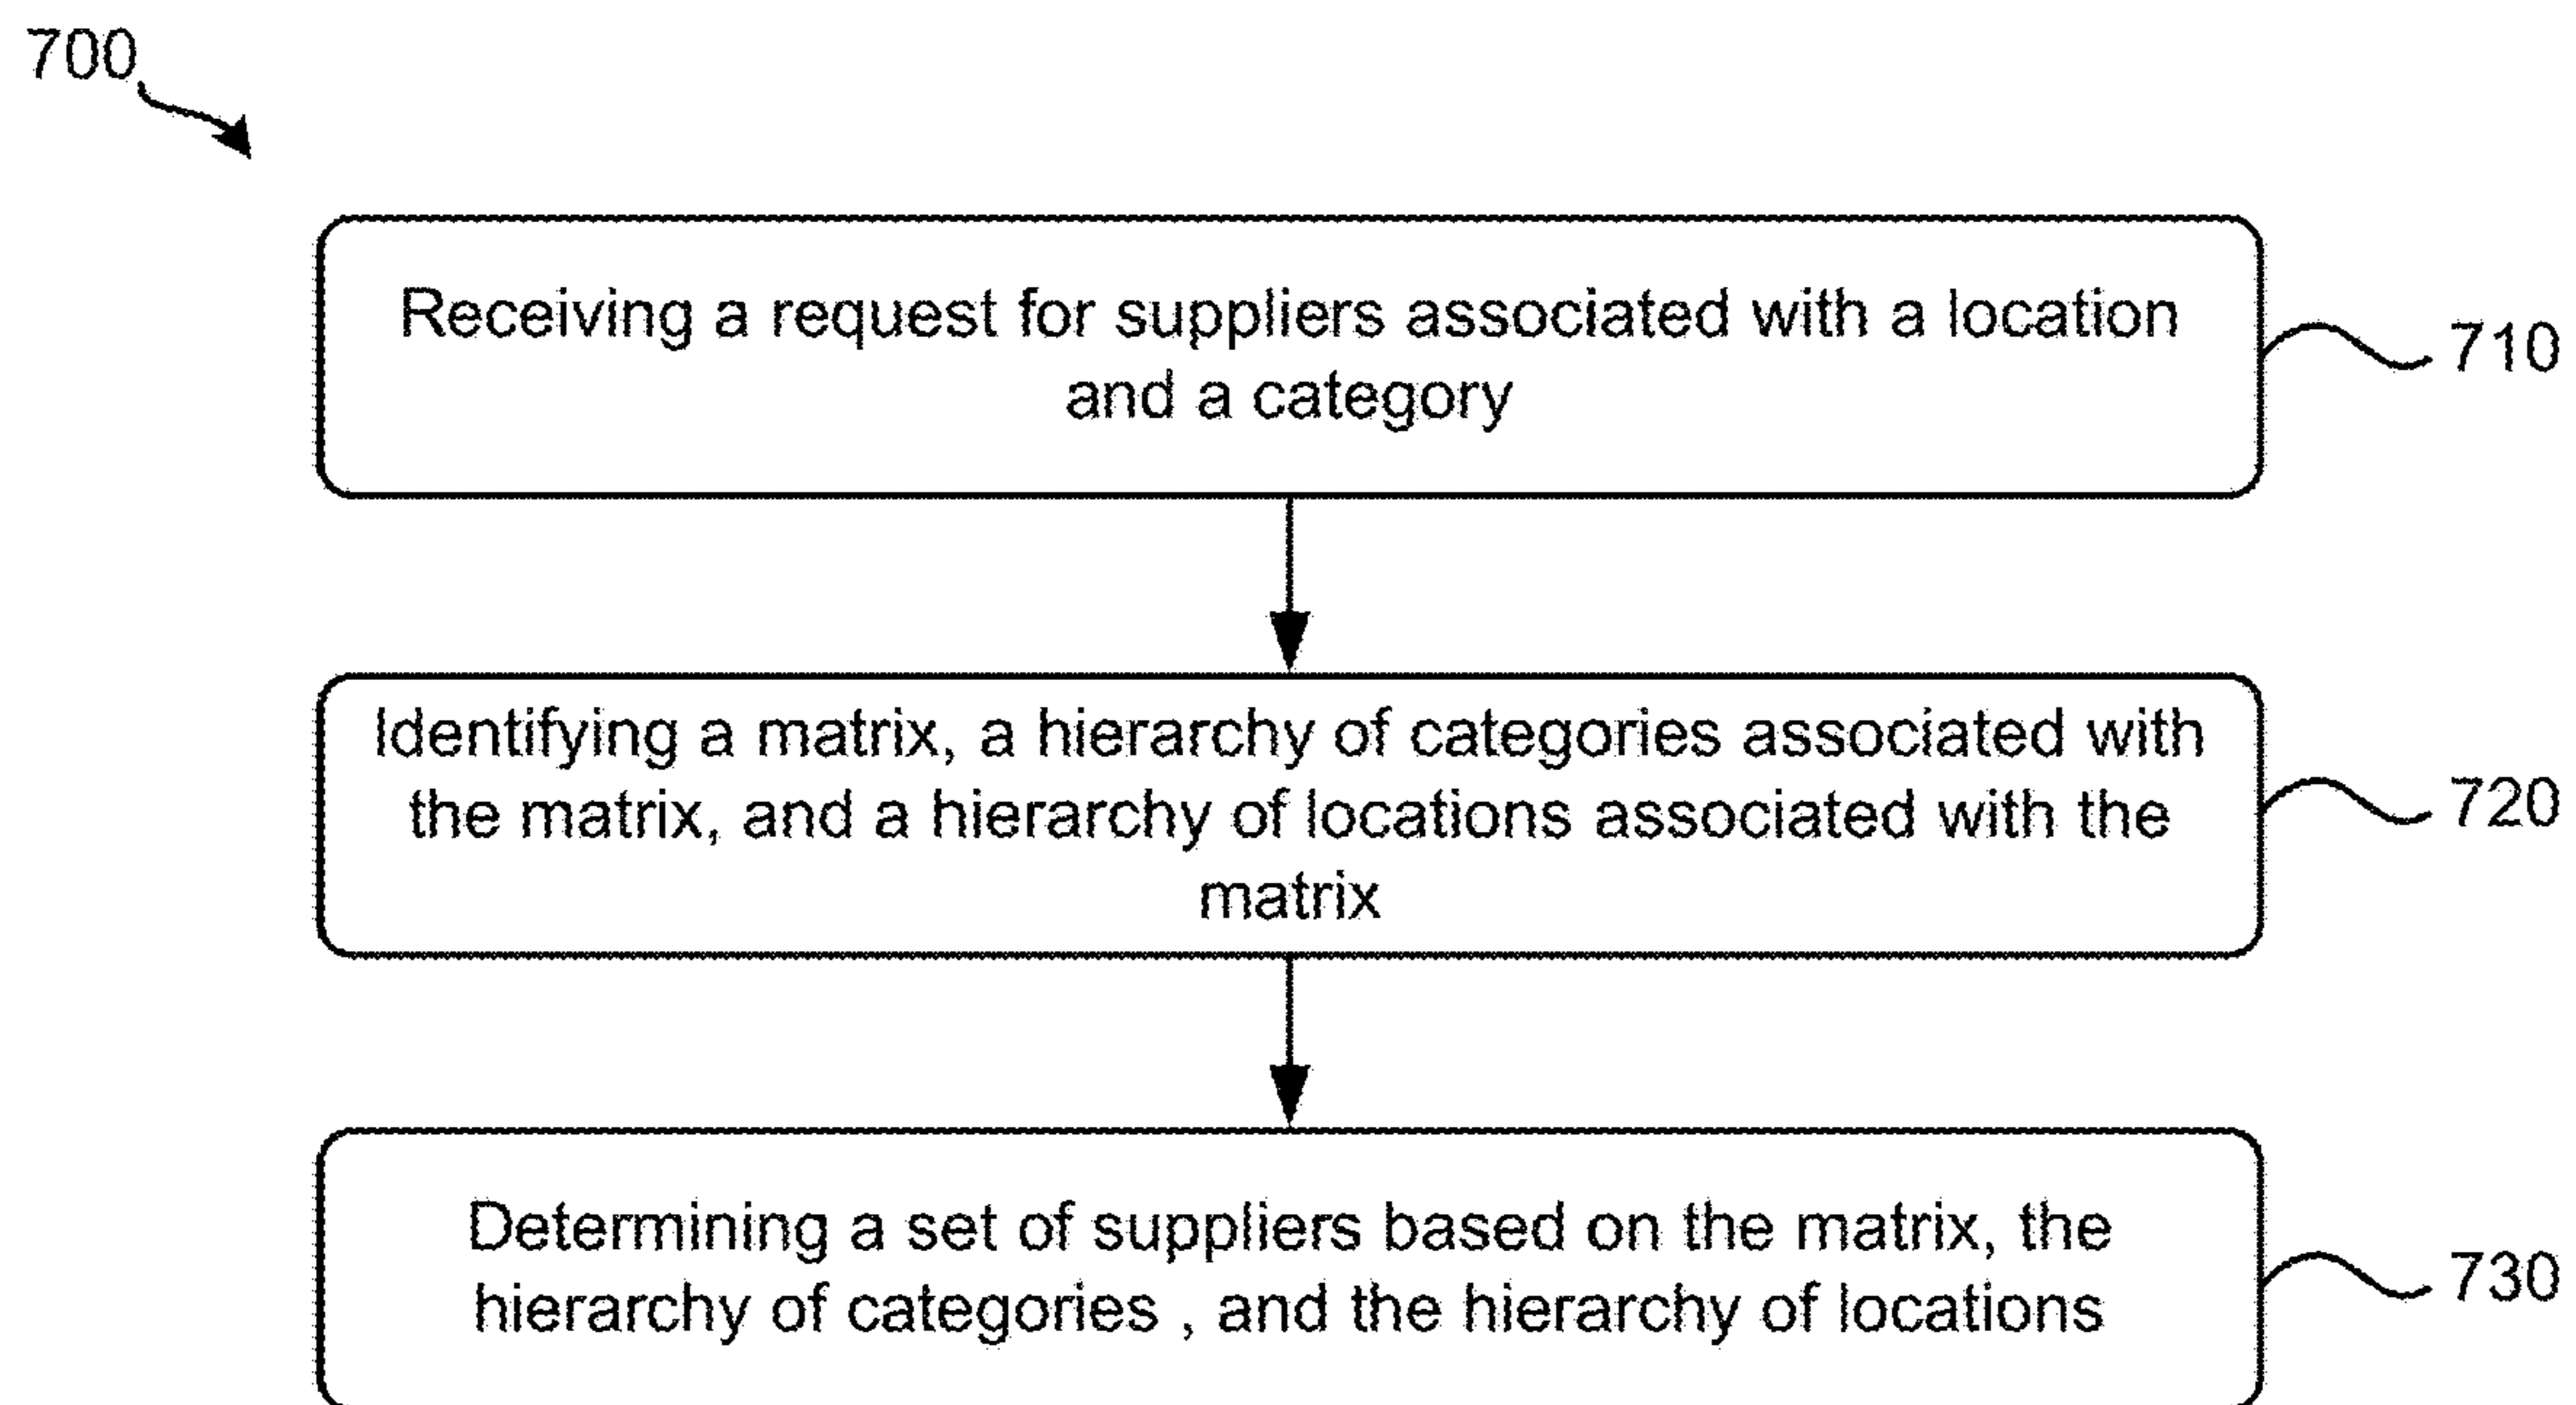 700
Receiving a request for suppliers associated with a location
and a category
710
Identifying a matrix, a hierarchy of categories associated with
the matrix, and a hierarchy of locations associated with the
matrix
720
Determining a set of suppliers based on the matrix, the
hierarchy of categories , and the hierarchy of locations
730